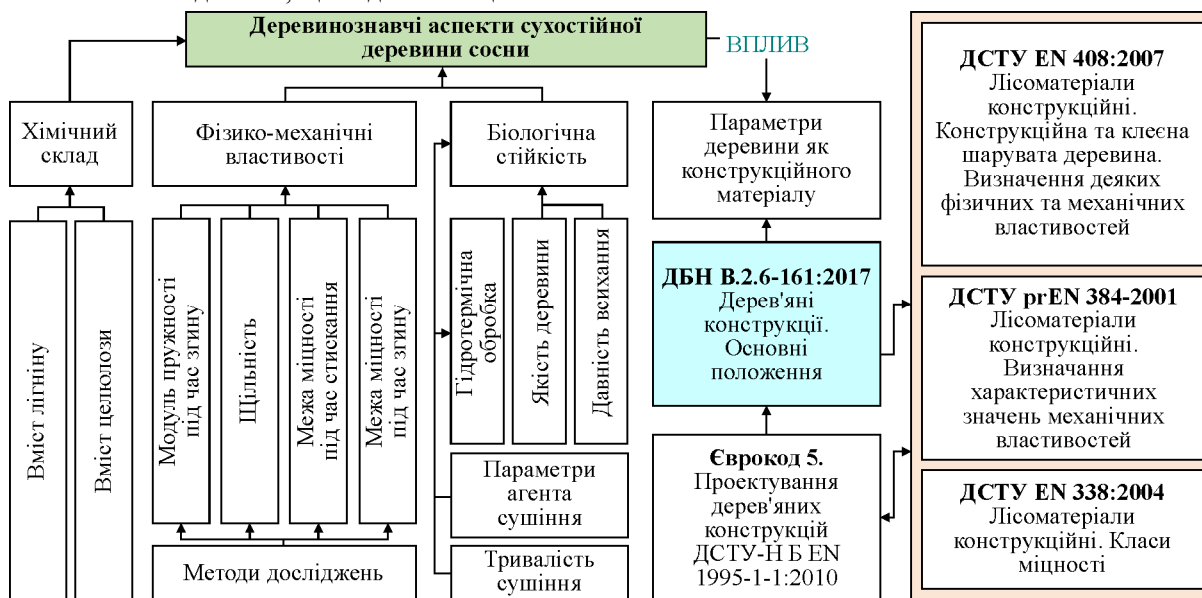 Деревинознавчі аспекти сухостійної
деревини сосни
ВПЛИВ
Хімічний
склад
Фізико-механічні
властивості
Біологічна
стійкість
Параметри
деревини як
конструкційного
матеріалу
Вміст лігніну
Вміст целюлози
Модуль пружності
під час згину
Щільність
Межа міцності
під час стискання
Межа міцності
під час згину
Гідротермічна
обробка
Якість деревини
Давність всихання
Методи досліджень
Параметри
агента
сушіння
Тривалість
сушіння
ДБН В.2.6-161:2017
Дерев'яні
конструкції.
Основні
положення
Єврокод 5.
Проектування
дерев'яних
конструкцій
ДСТУ-Н Б EN
1995-1-1:2010
ДСТУ EN 408:2007
Лісоматеріали
конструкційні.
Конструкційна та клеєна
шарувата деревина.
Визначення деяких
фізичних та механічних
властивостей
ДСТУ prEN 384-2001
Лісоматеріали
конструкційні.
Визначання
характеристичних
значень механічних
властивостей
ДСТУ EN 338:2004
Лісоматеріали
конструкційні. Класи
міцності